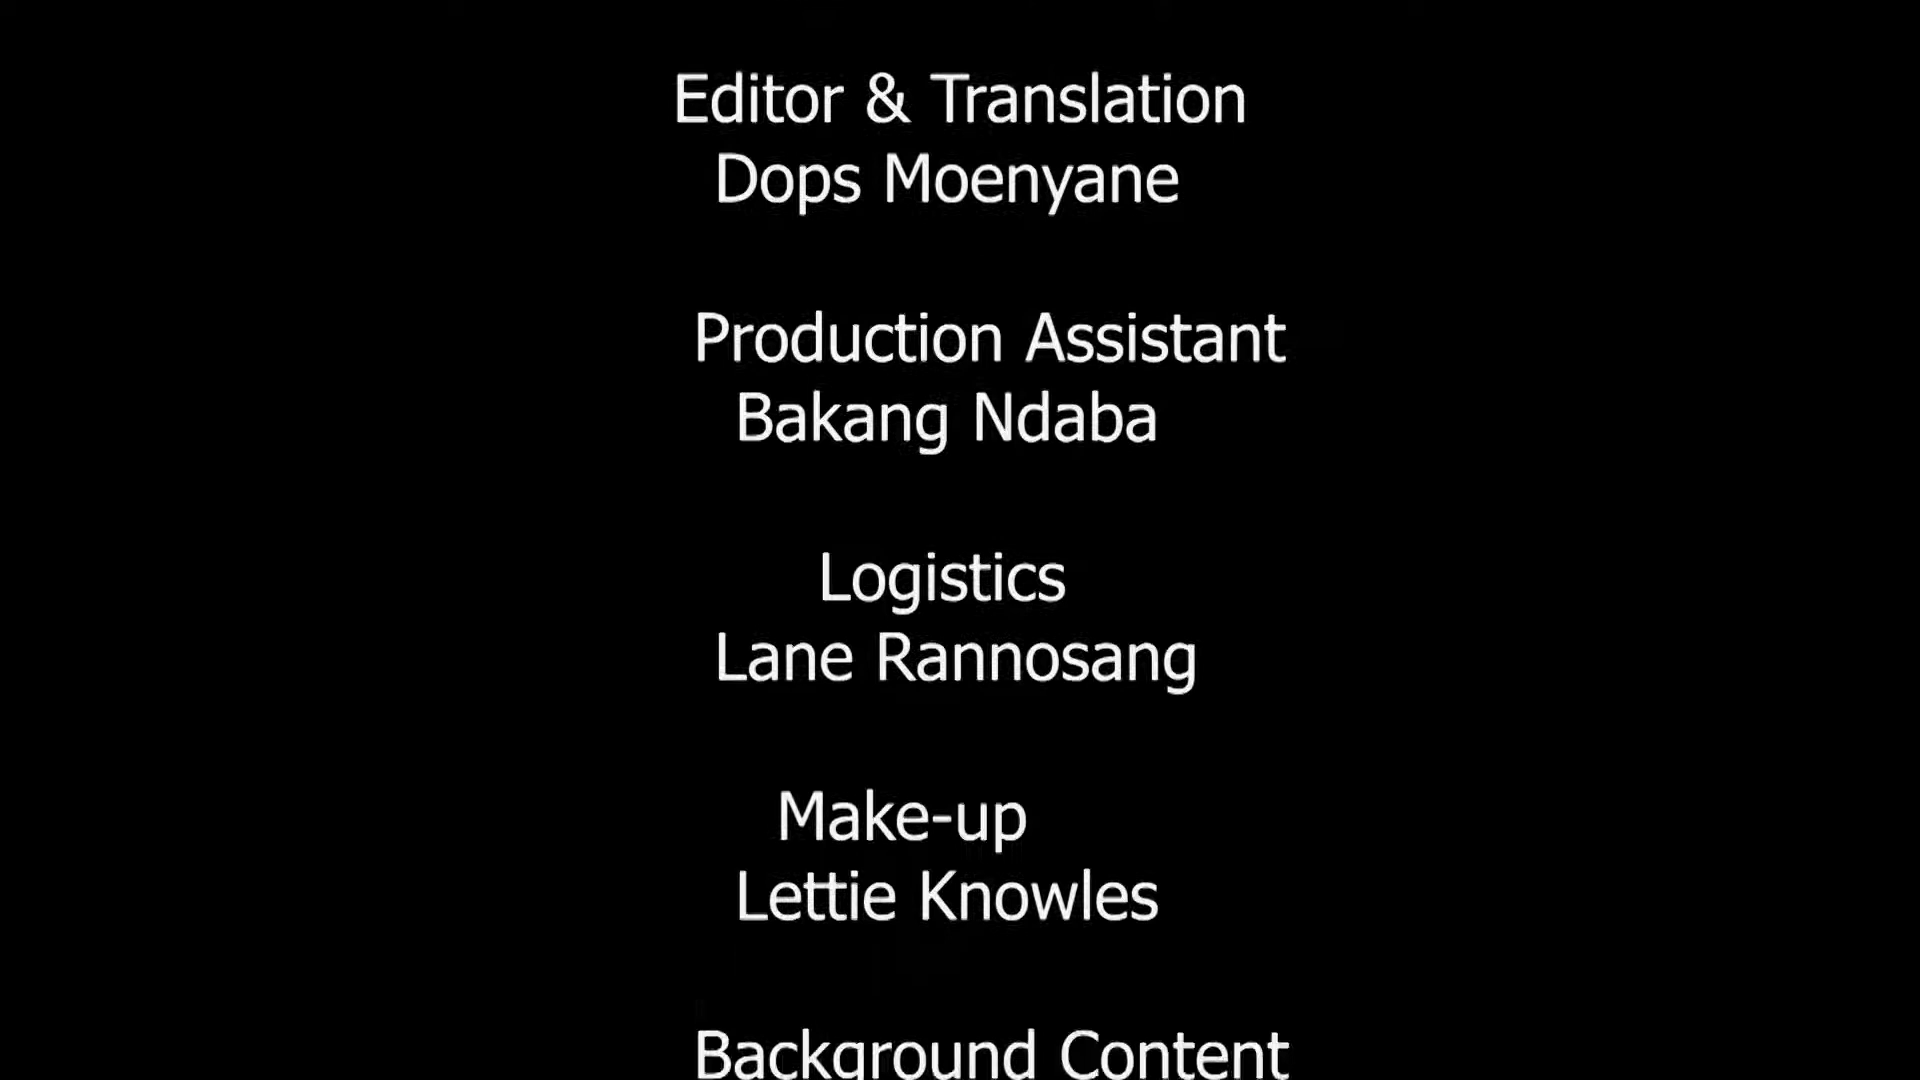 Editor & Translation
Dops Moenyane
Production Assistant
Bakang Ndaba
Logistics
Lane Rannosang
Make-up
Lettie Knowles
Background Content